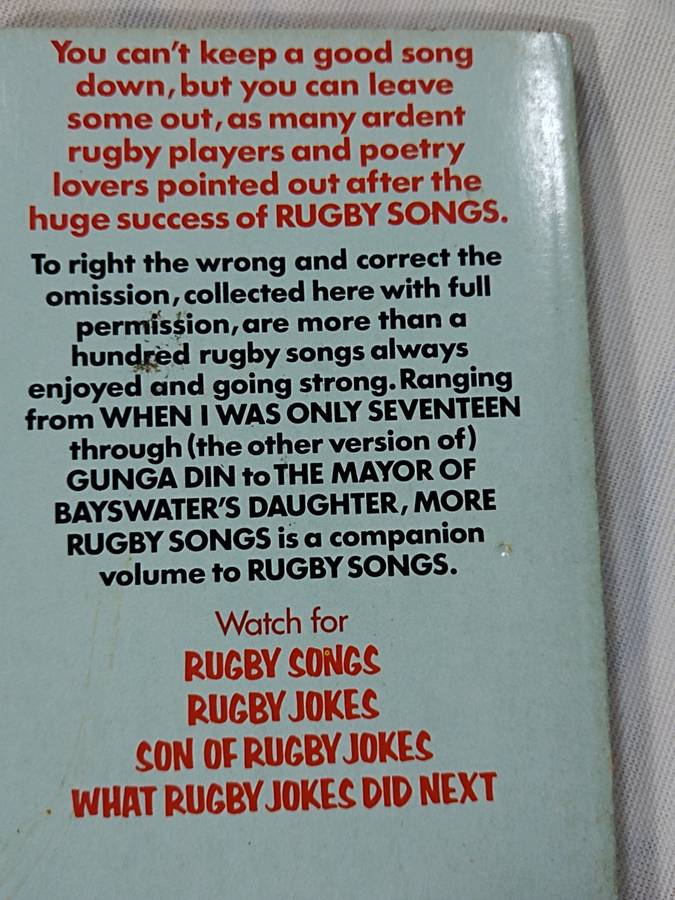 You can't keep a good song
down, but you can leave
some out, as many ardent
rugby players and poetry
lovers pointed out after the
huge success of RUGBY SONGS.
To right the wrong and correct the
omission, collected here with full
permission, are more than a
hundred rugby songs always
enjoyed and going strong. Ranging
from WHEN I WAS ONLY SEVENTEEN
through (the other version of)
GUNGA DIN to THE MAYOR OF
BAYSWATER'S DAUGHTER, MORE
RUGBY SONGS is a companion
volume to RUGBY SONGS.
Watch for
RUGBY SONGS
RUGBY JOKES
SON OF RUGBY JOKES
WHAT RUGBY JOKES DID NEXT